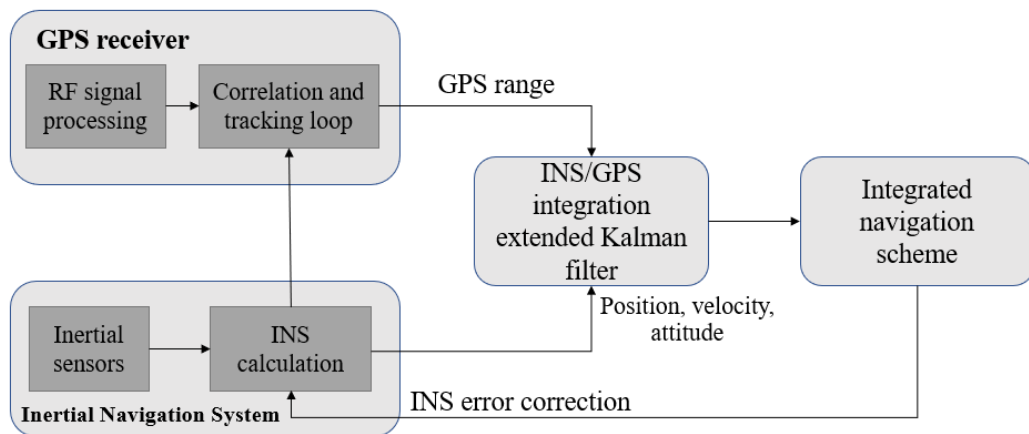 GPS receiver
RF signal
processing
Correlation and
tracking loop
GPS range
INS/GPS
integration
extended Kalman
filter
Integrated
navigation
scheme
Position, velocity,
attitude
Inertial
sensors
INS
calculation
INS error correction
Inertial Navigation System